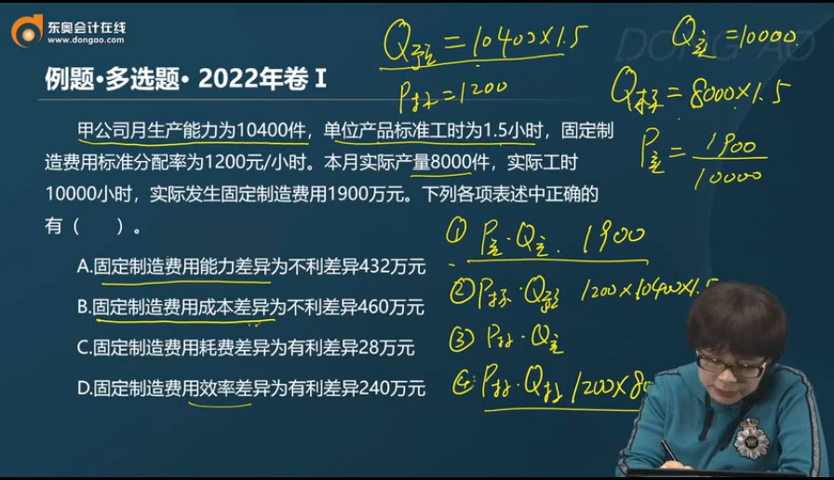 东奥会计在线
www.dongao.com
DONG AO
Q预=10400×1.5
P标=1200
Q实=10000.
Q标=8000×1.5
P实=1900/10000
例题·多选题· 2022年卷Ⅰ
甲公司月生产能力为10400件，单位产品标准工时为1.5小时，固定制
造费用标准分配率为1200元/小时。本月实际产量8000件，实际工时
10000小时，实际发生固定制造费用1900万元。下列各项表述中正确的
有（ ）。
A.固定制造费用能力差异为不利差异432万元
B.固定制造费用成本差异为不利差异460万元
C.固定制造费用耗费差异为有利差异28万元
D.固定制造费用效率差异为有利差异240万元
① P实·Q实. 1900
② P标·Q预 1200×10400×1.5
③ P标·Q实
④ P标·Q标 1200×80